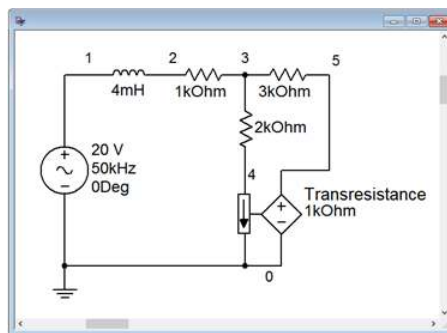 1 2 3 5
4mH 1kOhm 3kOhm
2kOhm
20 V
50kHz
0Deg
4
Transresistance
1kOhm
0